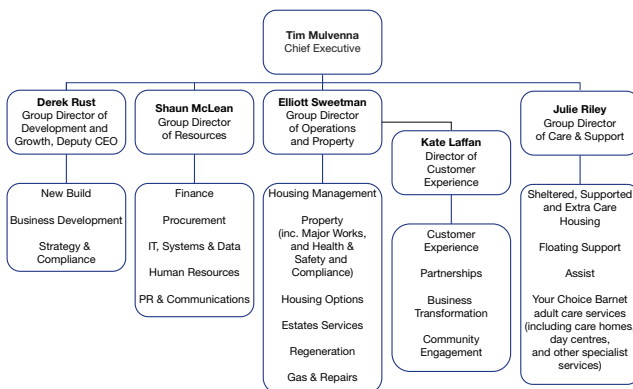 Tim Mulvenna
Chief Executive
Derek Rust
Group Director of
Development and
Growth, Deputy CEO
Shaun McLean
Group Director
of Resources
Elliott Sweetman
Group Director
of Operations
and Property
Kate Laffan
Director of
Customer
Experience
Julie Riley
Group Director
of Care & Support
New Build
Business Development
Strategy &
Compliance
Finance
Procurement
IT, Systems & Data
Human Resources
PR & Communications
Housing Management
Property
(inc. Major Works,
and Health &
Safety and
Compliance)
Housing Options
Estates Services
Regeneration
Gas & Repairs
Customer
Experience
Partnerships
Business
Transformation
Community
Engagement
Sheltered, Supported
and Extra Care
Housing
Floating Support
Assist
Your Choice Barnet
adult care services
(including care homes,
day centres,
and other specialist
services)